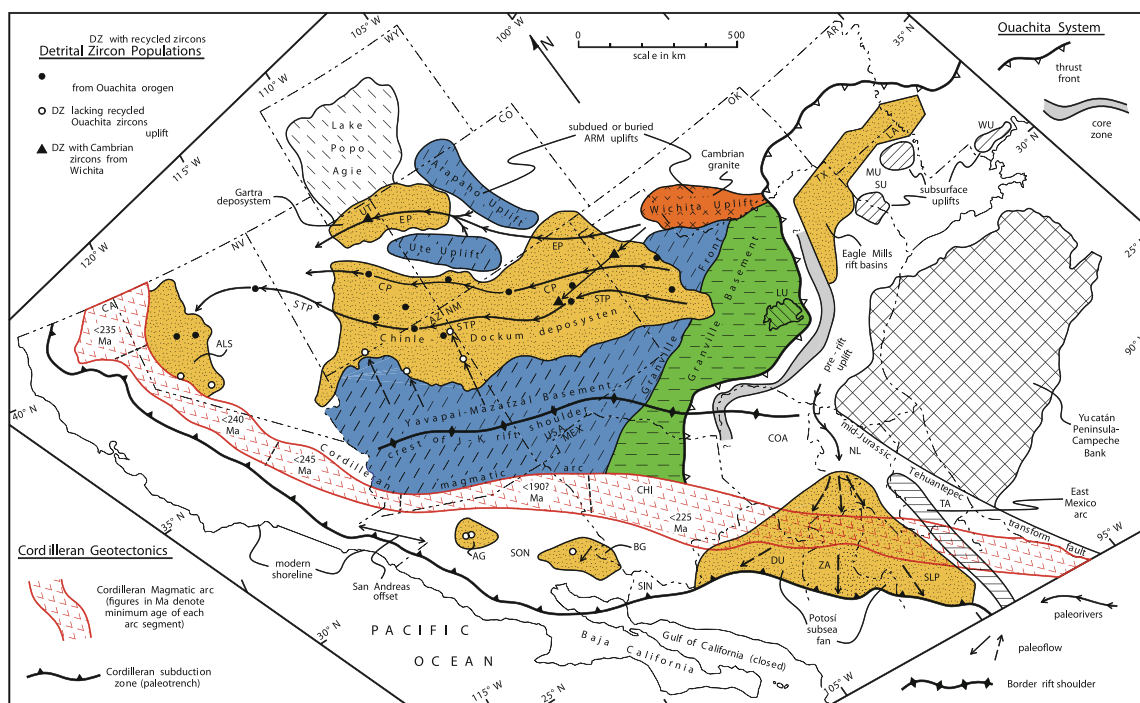 DZ with recycled zircons
Detrital Zircon Populations
from Ouachita orogen
DZ lacking recycled
Ouachita zircons
uplift
DZ with Cambrian
zircons from
Wichita
105° W
WY
100° W
N
0
500
scale in km
AR
35° N
Ouachita System
thrust
front
core
zone
110° W
115° W
120° W
CO
OK
Lake
Popo
Agie
subdued or buried
ARM uplifts
Cambrian
granite
Arapaho Uplift
Gartra
deposystem
UT
EP
Ute Uplift
EP
Wichita Uplift
LA
TX
WU
30° N
MU
SU
subsurface
uplifts
Eagle Mills
rift basins
25° N
NV
CP
CP
STP
STP
STP
AZ
NM
Chinle - Dockum deposysten
Granville Front
Granville Basement
LU
?
CA
<235
Ma
ALS
pre - rift
uplift
90° W
Yavapai-Mazatzal Basement
crest of J-K rift shoulder
USA
MEX
Yucatán
Peninsula-
Campeche
Bank
40° N
<240
Ma
<245
Ma
Cordilleran
magmatic arc
<190?
Ma
CHI
<225
Ma
COA
NL
?
mid-Jurassic
Tehuantepec
transform fault
TA
East
Mexico
arc
95° W
35° N
AG
SON
BG
SIN
DU
ZA
SLP
Cordilleran Geotectonics
modern
shoreline
San Andreas
offset
Cordilleran Magmatic arc
(figures in Ma denote
minimum age of each
arc segment)
30° N
Potosí
subsea
fan
paleorivers
paleoflow
Cordilleran subduction
zone (paleotrench)
PACIFIC
OCEAN
Baja
California
Gulf of California (closed)
115° W
25° N
105° W
Border rift shoulder